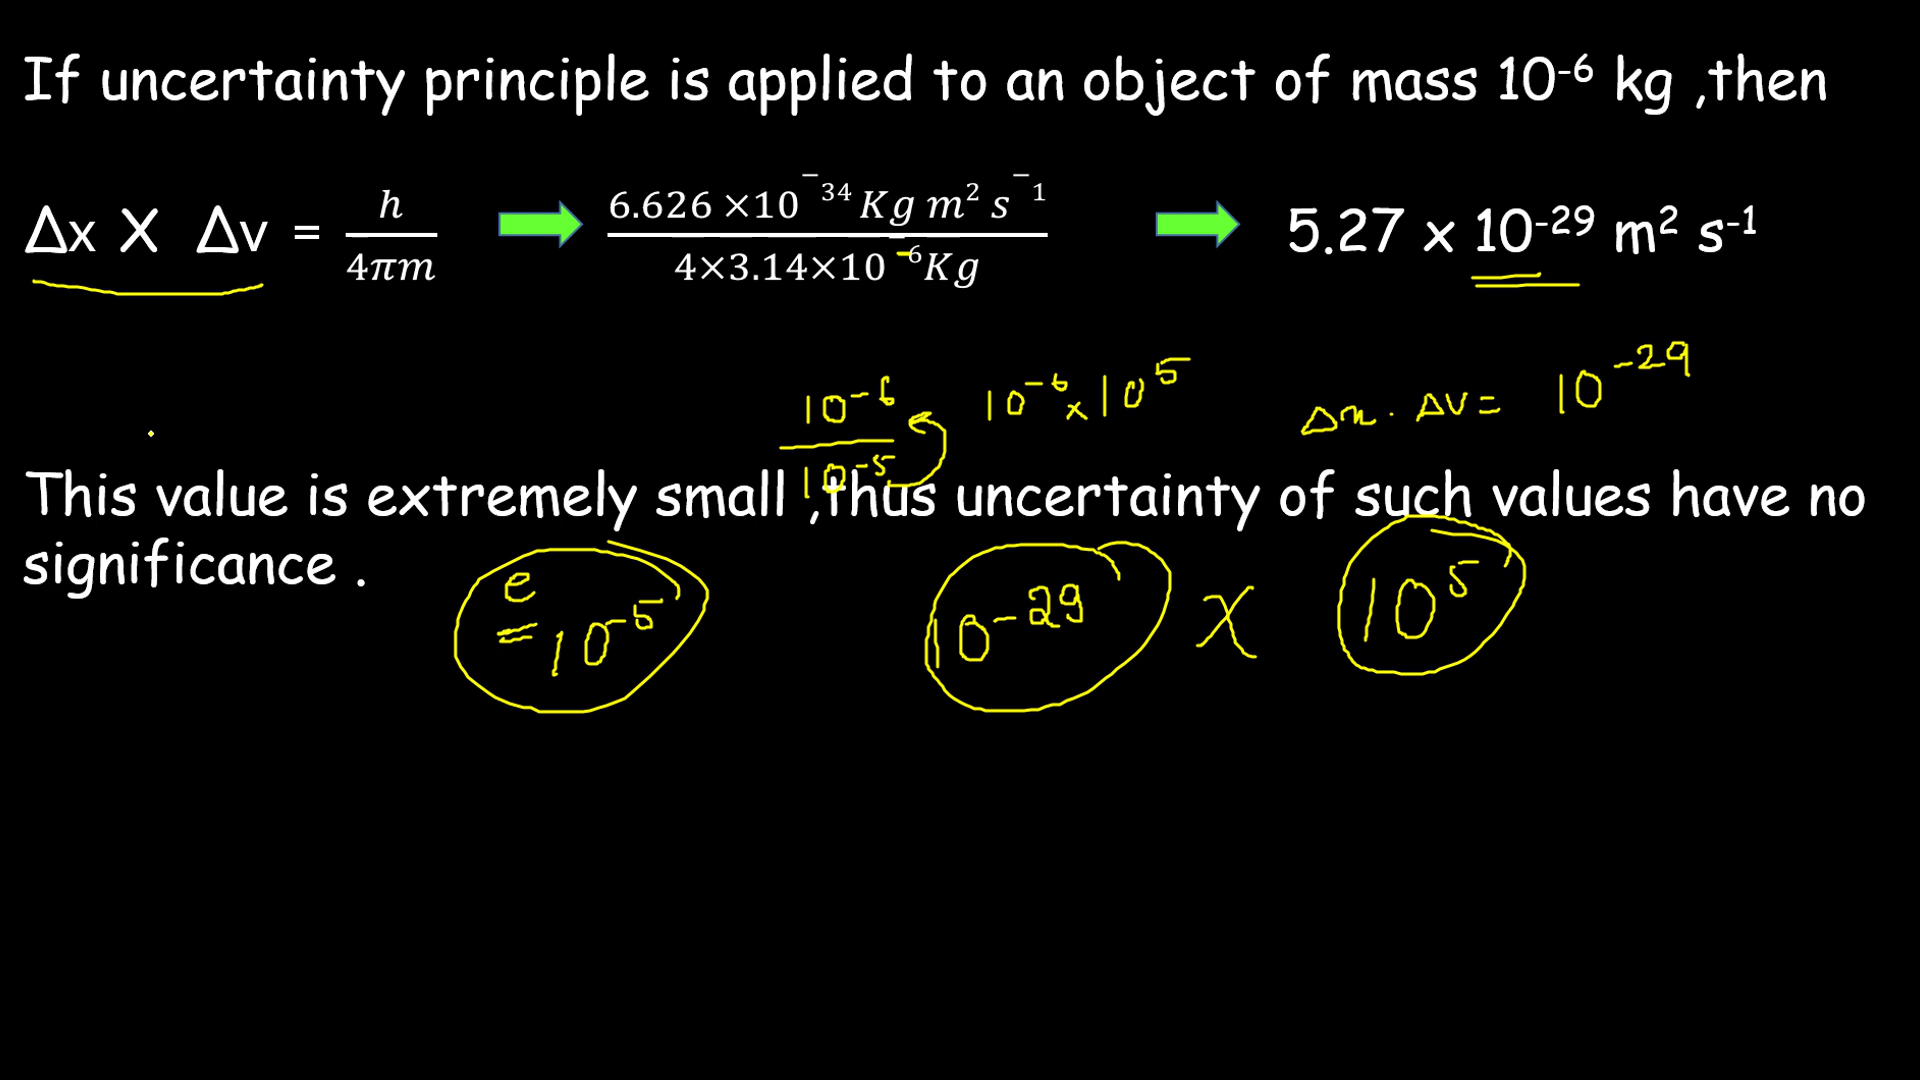 If uncertainty principle is applied to an object of mass 10⁻⁶ kg ,then
Δx X Δv = h/4πm ➡ 6.626 ×10⁻³⁴ Kg m² s⁻¹ / 4×3.14×10⁻⁶Kg ➡ 5.27 x 10⁻²⁹ m² s⁻¹
10⁻⁶/10⁻⁵ 10⁻⁶ x 10⁵ Δx . Δv = 10⁻²⁹
This value is extremely small ,thus uncertainty of such values have no
significance .
e = 10⁻⁵ 10⁻²⁹ X 10⁵